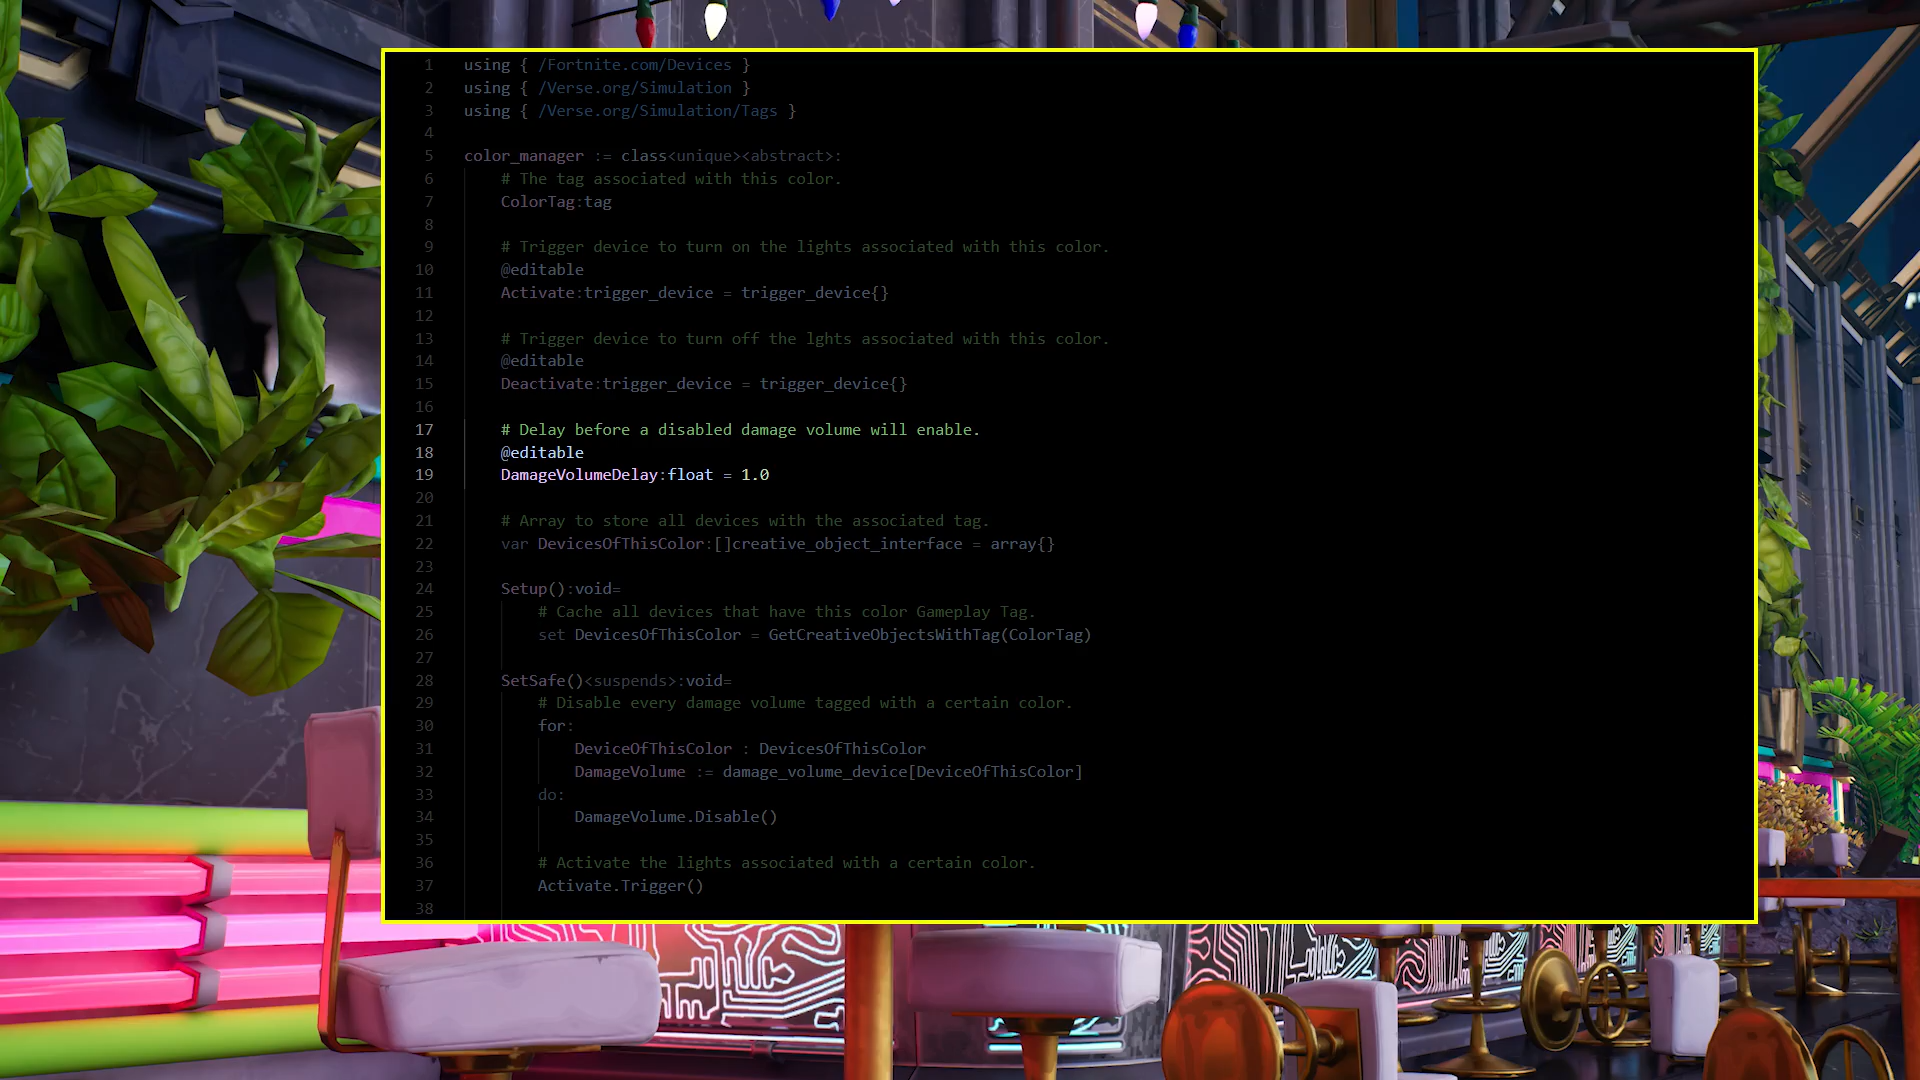 1 using { /Fortnite.com/Devices }
2 using { /Verse.org/Simulation }
3 using { /Verse.org/Simulation/Tags }
4
5 color_manager := class<unique><abstract>:
6 # The tag associated with this color.
7 ColorTag:tag
8
9 # Trigger device to turn on the lights associated with this color.
10 @editable
11 Activate:trigger_device = trigger_device{}
12
13 # Trigger device to turn off the lghts associated with this color.
14 @editable
15 Deactivate:trigger_device = trigger_device{}
16
17 # Delay before a disabled damage volume will enable.
18 @editable
19 DamageVolumeDelay:float = 1.0
20
21 # Array to store all devices with the associated tag.
22 var DevicesOfThisColor:[]creative_object_interface = array{}
23
24 Setup():void=
25 # Cache all devices that have this color Gameplay Tag.
26 set DevicesOfThisColor = GetCreativeObjectsWithTag(ColorTag)
27
28 SetSafe()<suspends>:void=
29 # Disable every damage volume tagged with a certain color.
30 for:
31 DeviceOfThisColor : DevicesOfThisColor
32 DamageVolume := damage_volume_device[DeviceOfThisColor]
33 do:
34 DamageVolume.Disable()
35
36 # Activate the lights associated with a certain color.
37 Activate.Trigger()
38